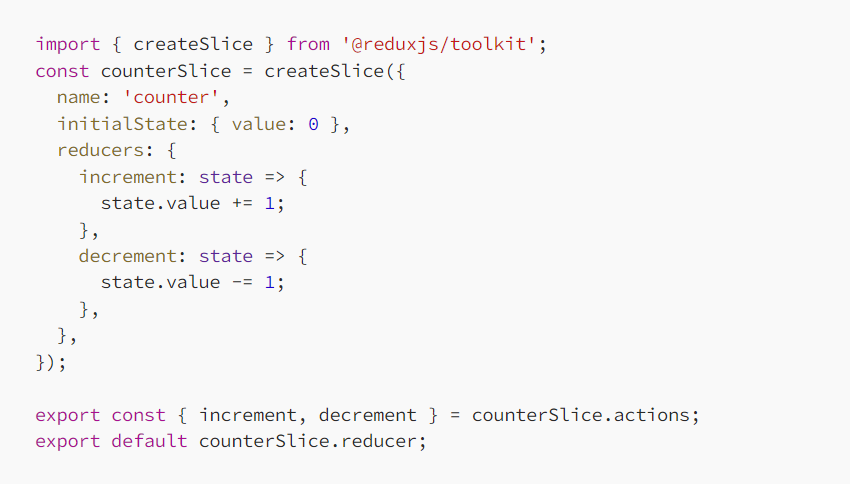 import { createSlice } from '@reduxjs/toolkit';
const counterSlice = createSlice({
  name: 'counter',
  initialState: { value: 0 },
  reducers: {
    increment: state => {
      state.value += 1;
    },
    decrement: state => {
      state.value -= 1;
    },
  },
});

export const { increment, decrement } = counterSlice.actions;
export default counterSlice.reducer;